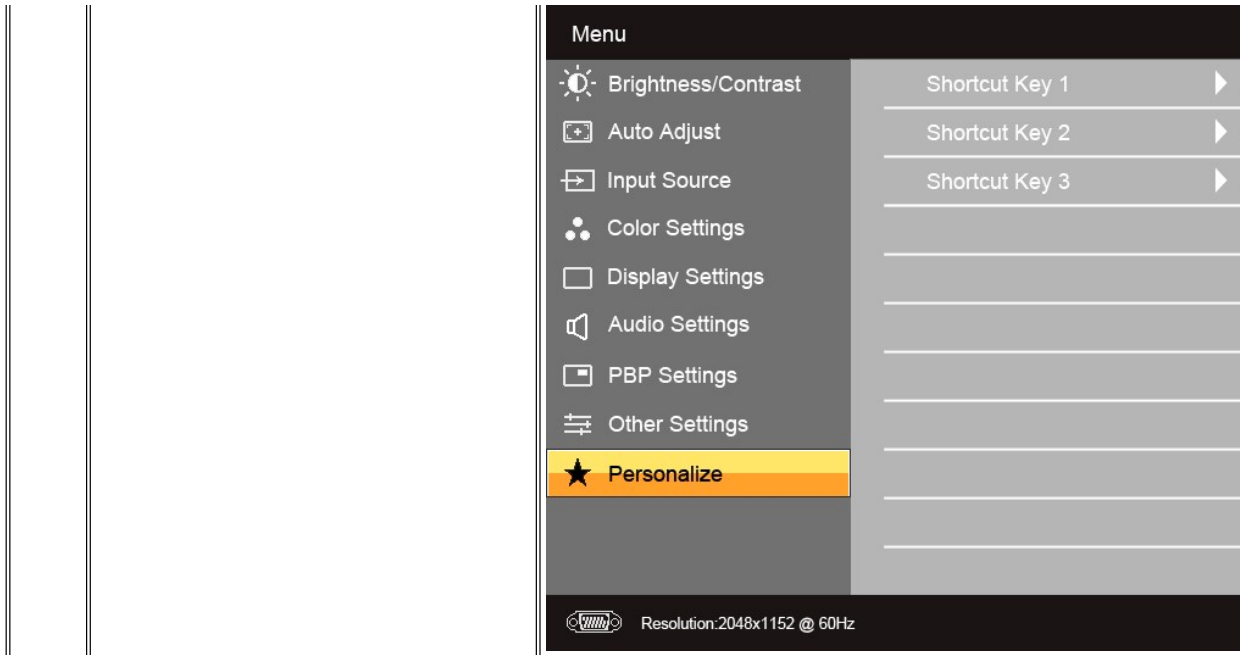 Menu
Brightness/Contrast
Shortcut Key 1
Auto Adjust
Shortcut Key 2
Input Source
Shortcut Key 3
Color Settings
Display Settings
Audio Settings
PBP Settings
Other Settings
Personalize
Resolution:2048x1152 @ 60Hz